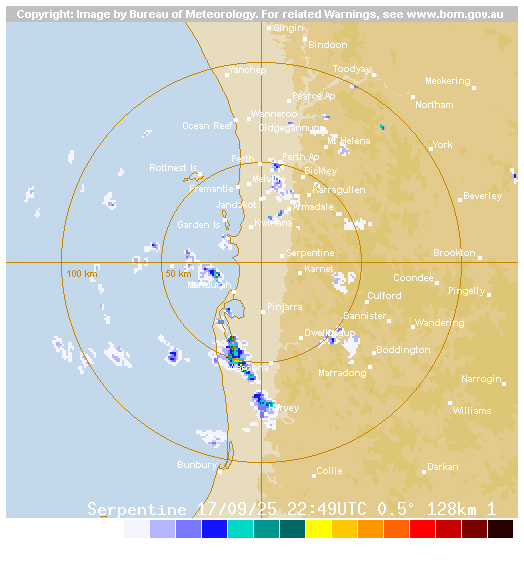 Copyright: Image by Bureau of Meteorology. For related Warnings, see www.bom.gov.au
Gingin
Bindoon
Yanchep
Toodyay
Meckering
Pearce Ap
Northam
Wanneroo
Ocean Reef
Gidgegannup
Mt Helena
York
Perth
Perth Ap
Rottnest Is
Bickley
Melville
Fremantle
Karragullen
Beverley
Jandakot
Armadale
Garden Is
Kwinana
Serpentine
Brookton
100 km
50 km
Karnet
Coondee
Mandurah
Culford
Pingelly
Pinjarra
Bannister
Wandering
Dwellingup
Boddington
Waroona
Marradong
Narrogin
Harvey
Williams
Bunbury
Collie
Darkan
Serpentine 17/09/25 22:49UTC 0.5° 128km 1